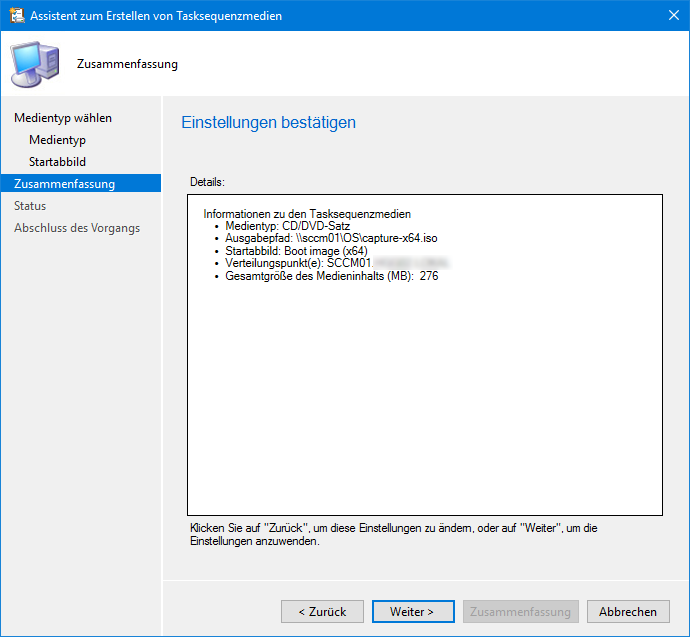 Assistent zum Erstellen von Tasksequenzmedien
Zusammenfassung
Medientyp wählen
Medientyp
Startabbild
Zusammenfassung
Status
Abschluss des Vorgangs
Einstellungen bestätigen
Details:
Informationen zu den Tasksequenzmedien
• Medientyp: CD/DVD-Satz
• Ausgabepfad: \\sccm01\OS\capture-x64.iso
• Startabbild: Boot image (x64)
• Verteilungspunkt(e): SCCM01.
• Gesamtgröße des Medieninhalts (MB): 276
Klicken Sie auf "Zurück", um diese Einstellungen zu ändern, oder auf "Weiter", um die
Einstellungen anzuwenden.
< Zurück
Weiter >
Zusammenfassung
Abbrechen